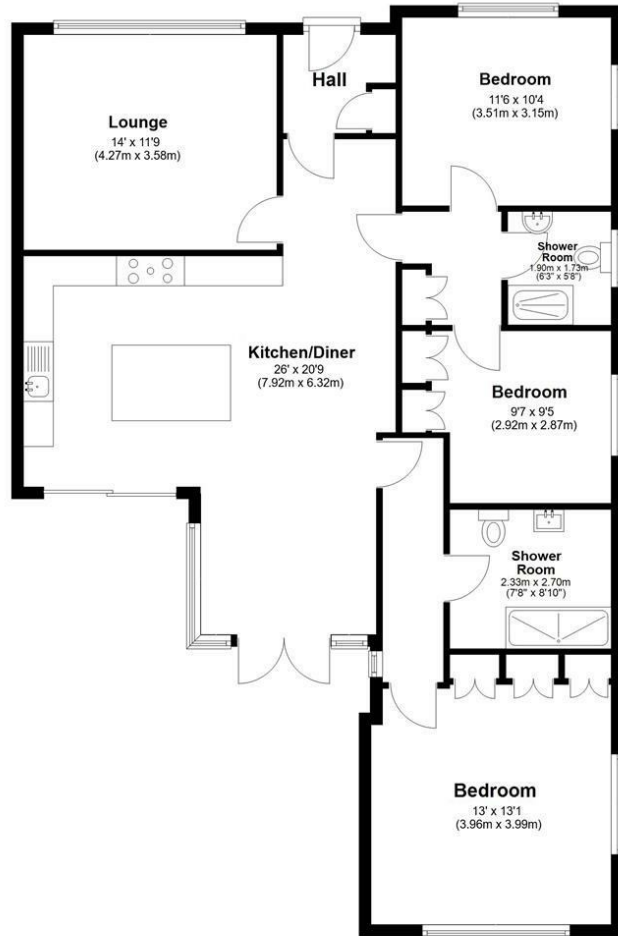 Hall
Lounge
14' x 11'9
(4.27m x 3.58m)
Bedroom
11'6 x 10'4
(3.51m x 3.15m)
Shower
Room
1.90m x 1.73m
(6'3" x 5'8")
Kitchen/Diner
26' x 20'9
(7.92m x 6.32m)
Bedroom
9'7 x 9'5
(2.92m x 2.87m)
Shower
Room
2.33m x 2.70m
(7'8" x 8'10")
Bedroom
13' x 13'1
(3.96m x 3.99m)